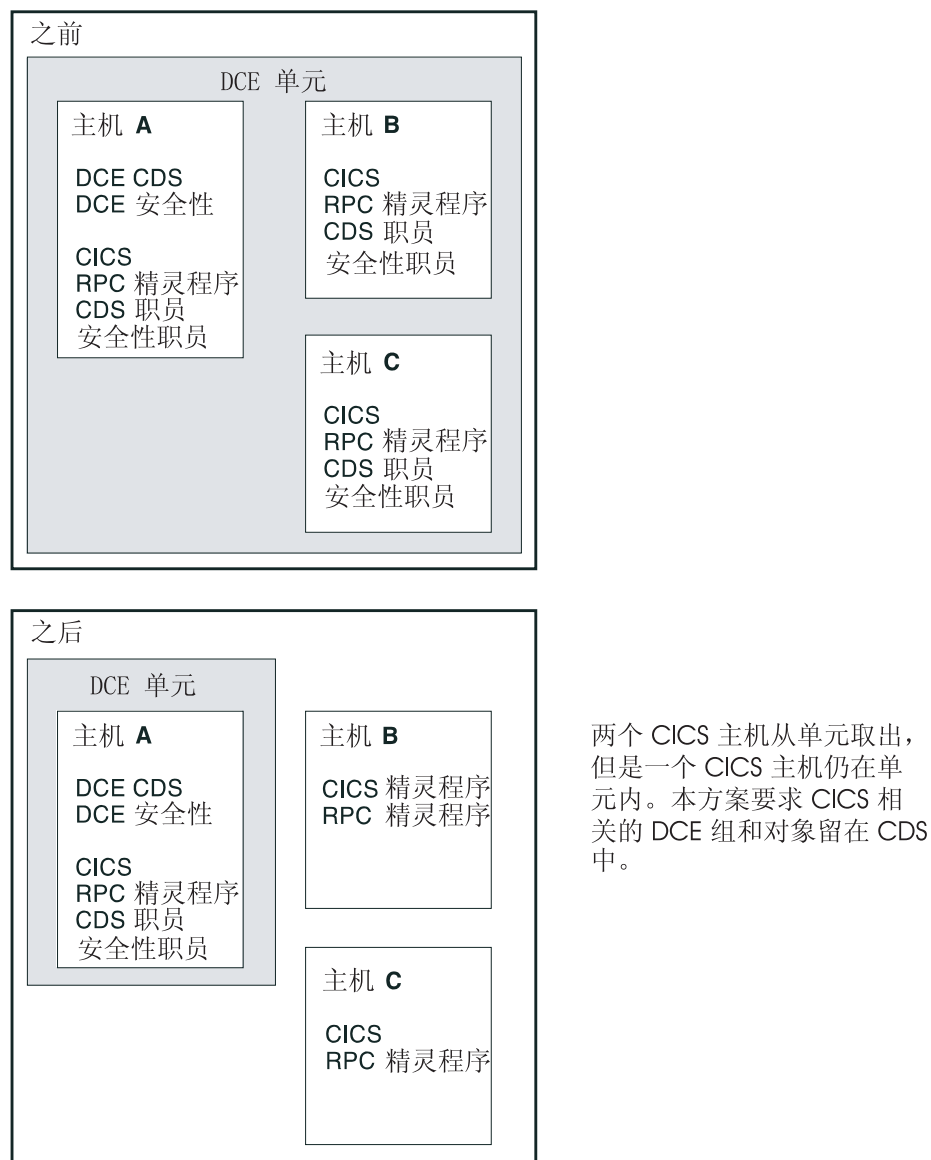 之前
DCE 单元
主机 A
DCE CDS
DCE 安全性
CICS
RPC 精灵程序
CDS 职员
安全性职员
主机 B
CICS
RPC 精灵程序
CDS 职员
安全性职员
主机 C
CICS
RPC 精灵程序
CDS 职员
安全性职员
之后
DCE 单元
主机 A
DCE CDS
DCE 安全性
CICS
RPC 精灵程序
CDS 职员
安全性职员
主机 B
CICS 精灵程序
RPC 精灵程序
主机 C
CICS
RPC 精灵程序
两个 CICS 主机从单元取出，
但是一个 CICS 主机仍在单
元内。本方案要求 CICS 相
关的 DCE 组和对象留在 CDS
中。